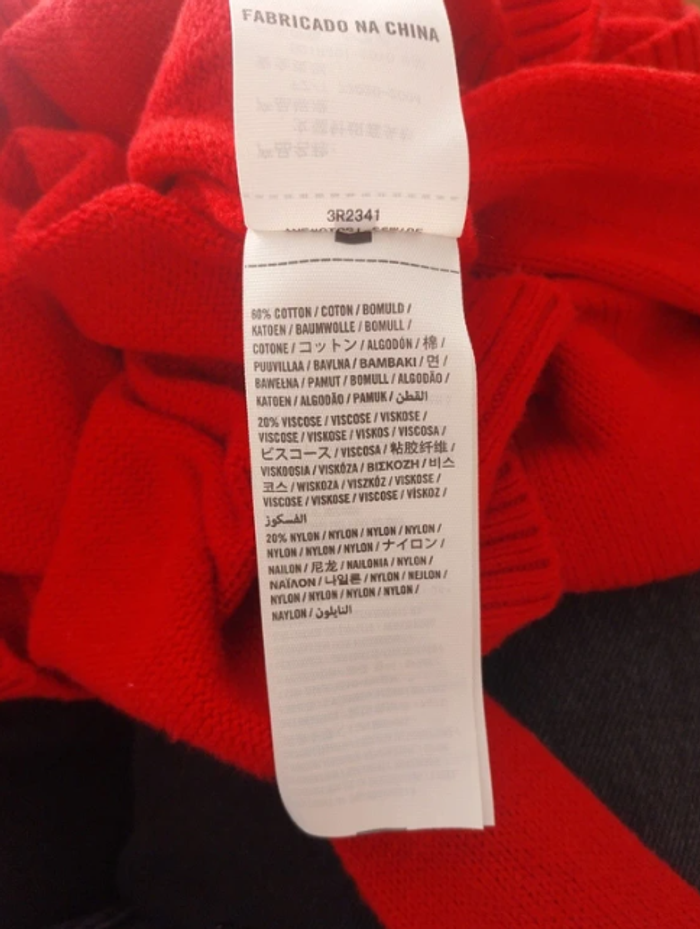 FABRICADO NA CHINA
3R2341
60% COTTON / COTON / BOMULD /
KATOEN / BAUMWOLLE / BOMULL /
COTONE / コットン / ALGODÓN / 棉 /
PUUVILLAA / BAVLNA / BAMBAKI / 면 /
BAWEŁNA / PAMUT / BOMULL / ALGODÃO /
KATOEN / ALGODÃO / PAMUK / القطن
20% VISCOSE / VISCOSE / VISKOSE /
VISCOSE / VISKOSE / VISKOS / VISCOSA /
ビスコース / VISCOSA / 粘胶纤维 /
VISKOOSIA / VISKÓZA / ΒΙΣΚΟΖΗ / 비스
코스 / WISKOZA / VISZKÓZ / VISKOSE /
VISCOSE / VISKOSE / VISCOSE / VİSKOZ /
الفسكوز
20% NYLON / NYLON / NYLON / NYLON /
NYLON / NYLON / NYLON / ナイロン /
NAILON / 尼龙 / NAILONIA / NYLON /
ΝΑΪΛΟΝ / 나일론 / NYLON / NEJLON /
NYLON / NYLON / NYLON / NYLON /
NAYLON / النايلون